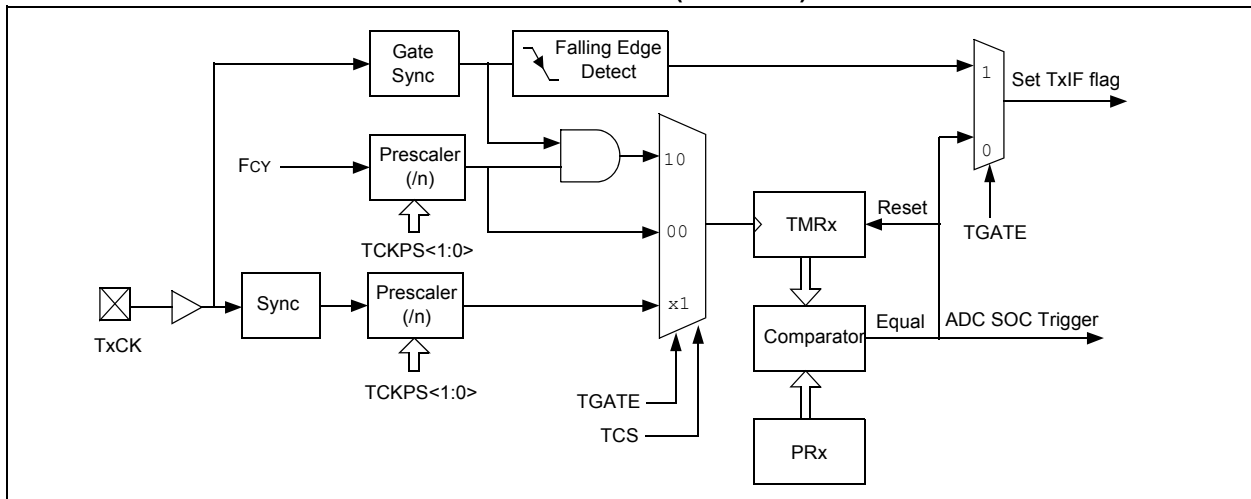 Gate
Sync
Falling Edge
Detect
1
Set TxIF flag
0
FCY
Prescaler
(/n)
10
TCKPS<1:0>
00
TMRx
Reset
TGATE
TxCK
Sync
Prescaler
(/n)
x1
TCKPS<1:0>
Comparator
Equal
ADC SOC Trigger
TGATE
TCS
PRx